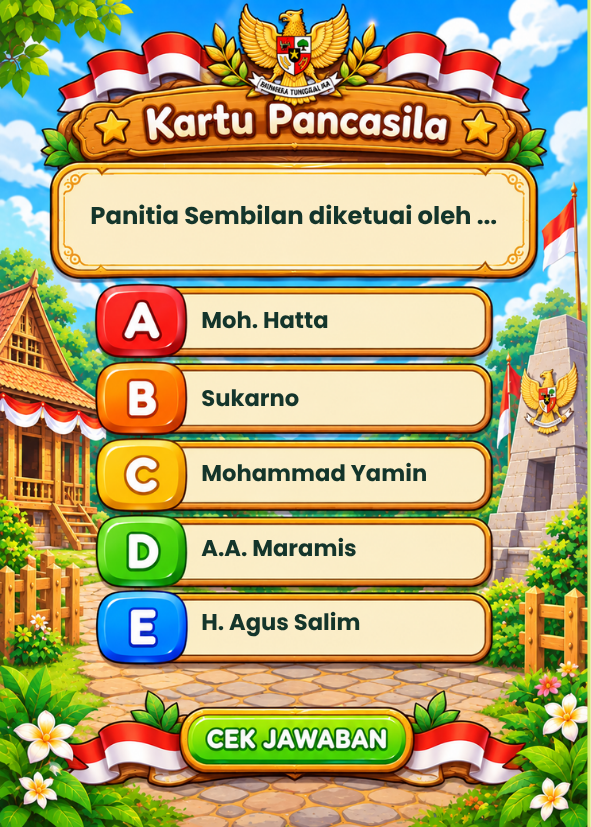 BHINNEKA TUNGGAL IKA
Kartu Pancasila
Panitia Sembilan diketuai oleh ...
A
Moh. Hatta
B
Sukarno
C
Mohammad Yamin
D
A.A. Maramis
E
H. Agus Salim
CEK JAWABAN